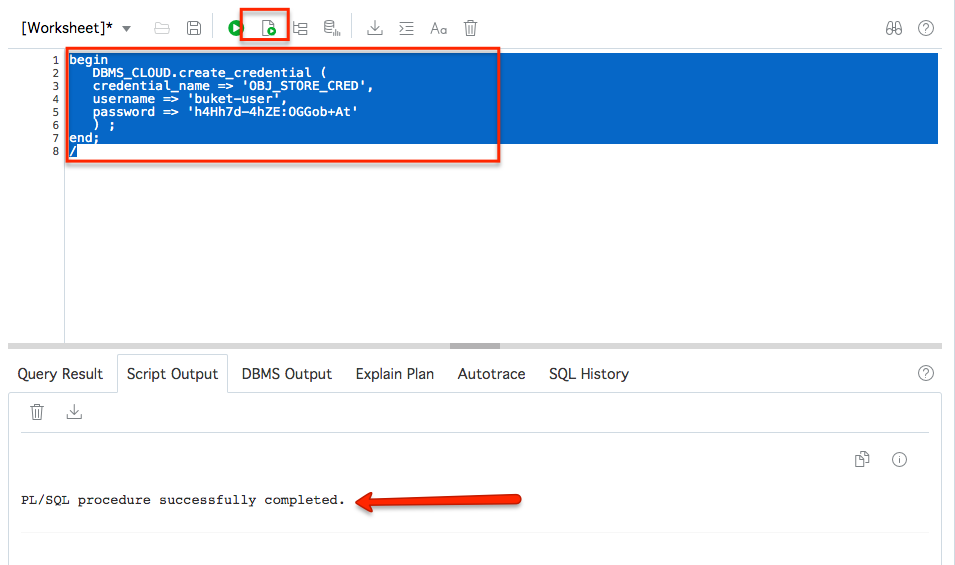 [Worksheet]*
Aa
1 begin
2 DBMS_CLOUD.create_credential (
3 credential_name => 'OBJ_STORE_CRED',
4 username => 'buket-user',
5 password => 'h4Hh7d-4hZE:OGGob+At'
6 ) ;
7 end;
8 /
Query Result Script Output DBMS Output Explain Plan Autotrace SQL History
PL/SQL procedure successfully completed.